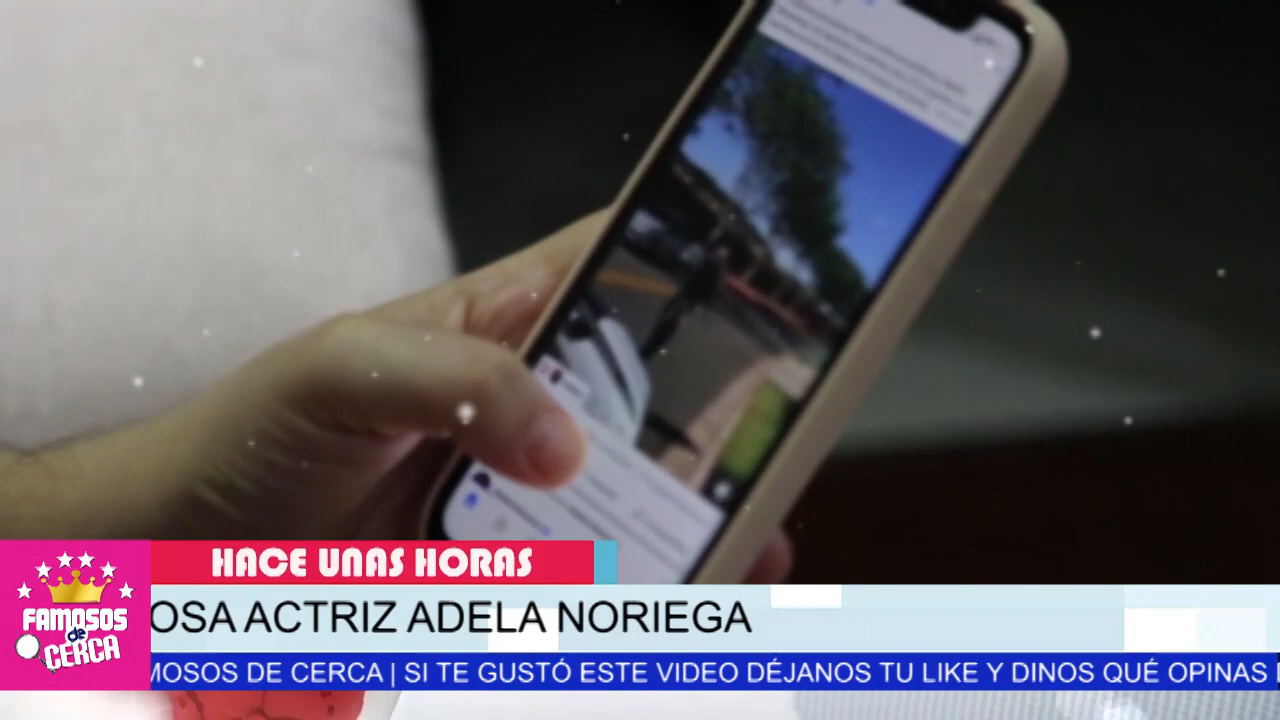 HACE UNAS HORAS
OSA ACTRIZ ADELA NORIEGA
FAMOSOS
de
CERCA
MOSOS DE CERCA | SI TE GUSTÓ ESTE VIDEO DÉJANOS TU LIKE Y DINOS QUÉ OPINAS